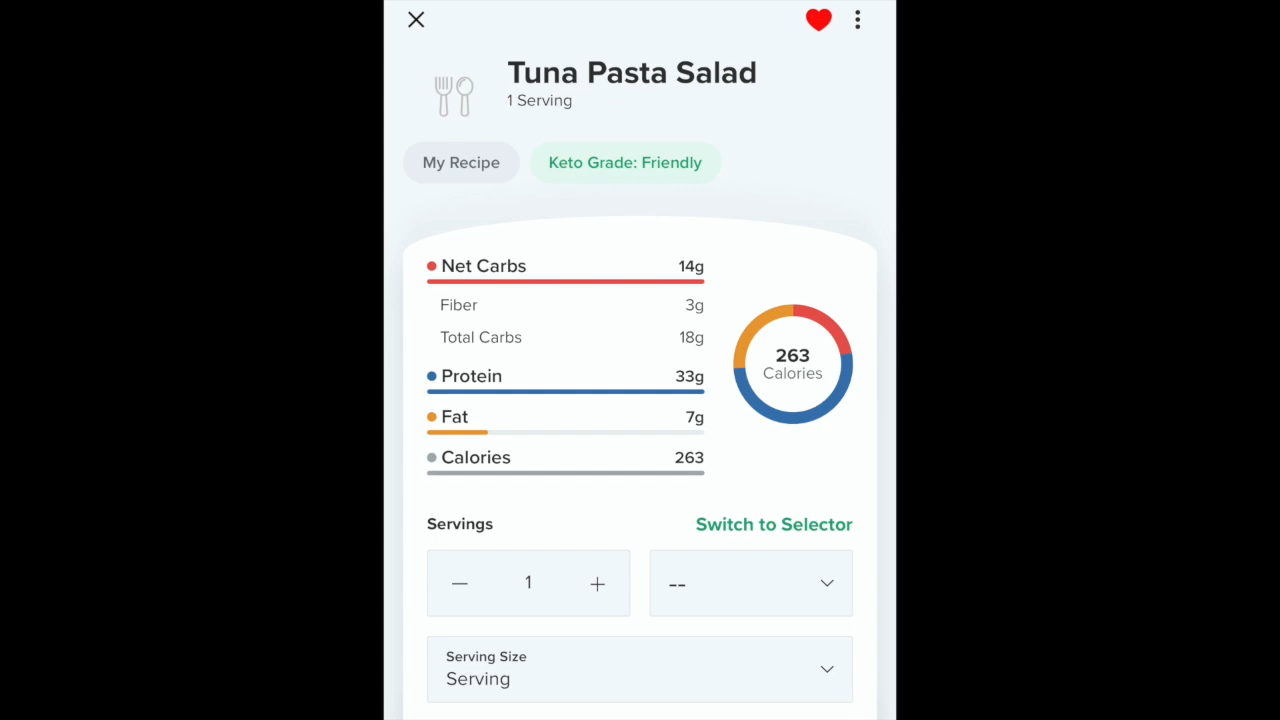 Tuna Pasta Salad
1 Serving
My Recipe Keto Grade: Friendly
Net Carbs 14g
Fiber 3g
Total Carbs 18g
Protein 33g
Fat 7g
Calories 263
263
Calories
Servings Switch to Selector
— 1 + --
Serving Size
Serving